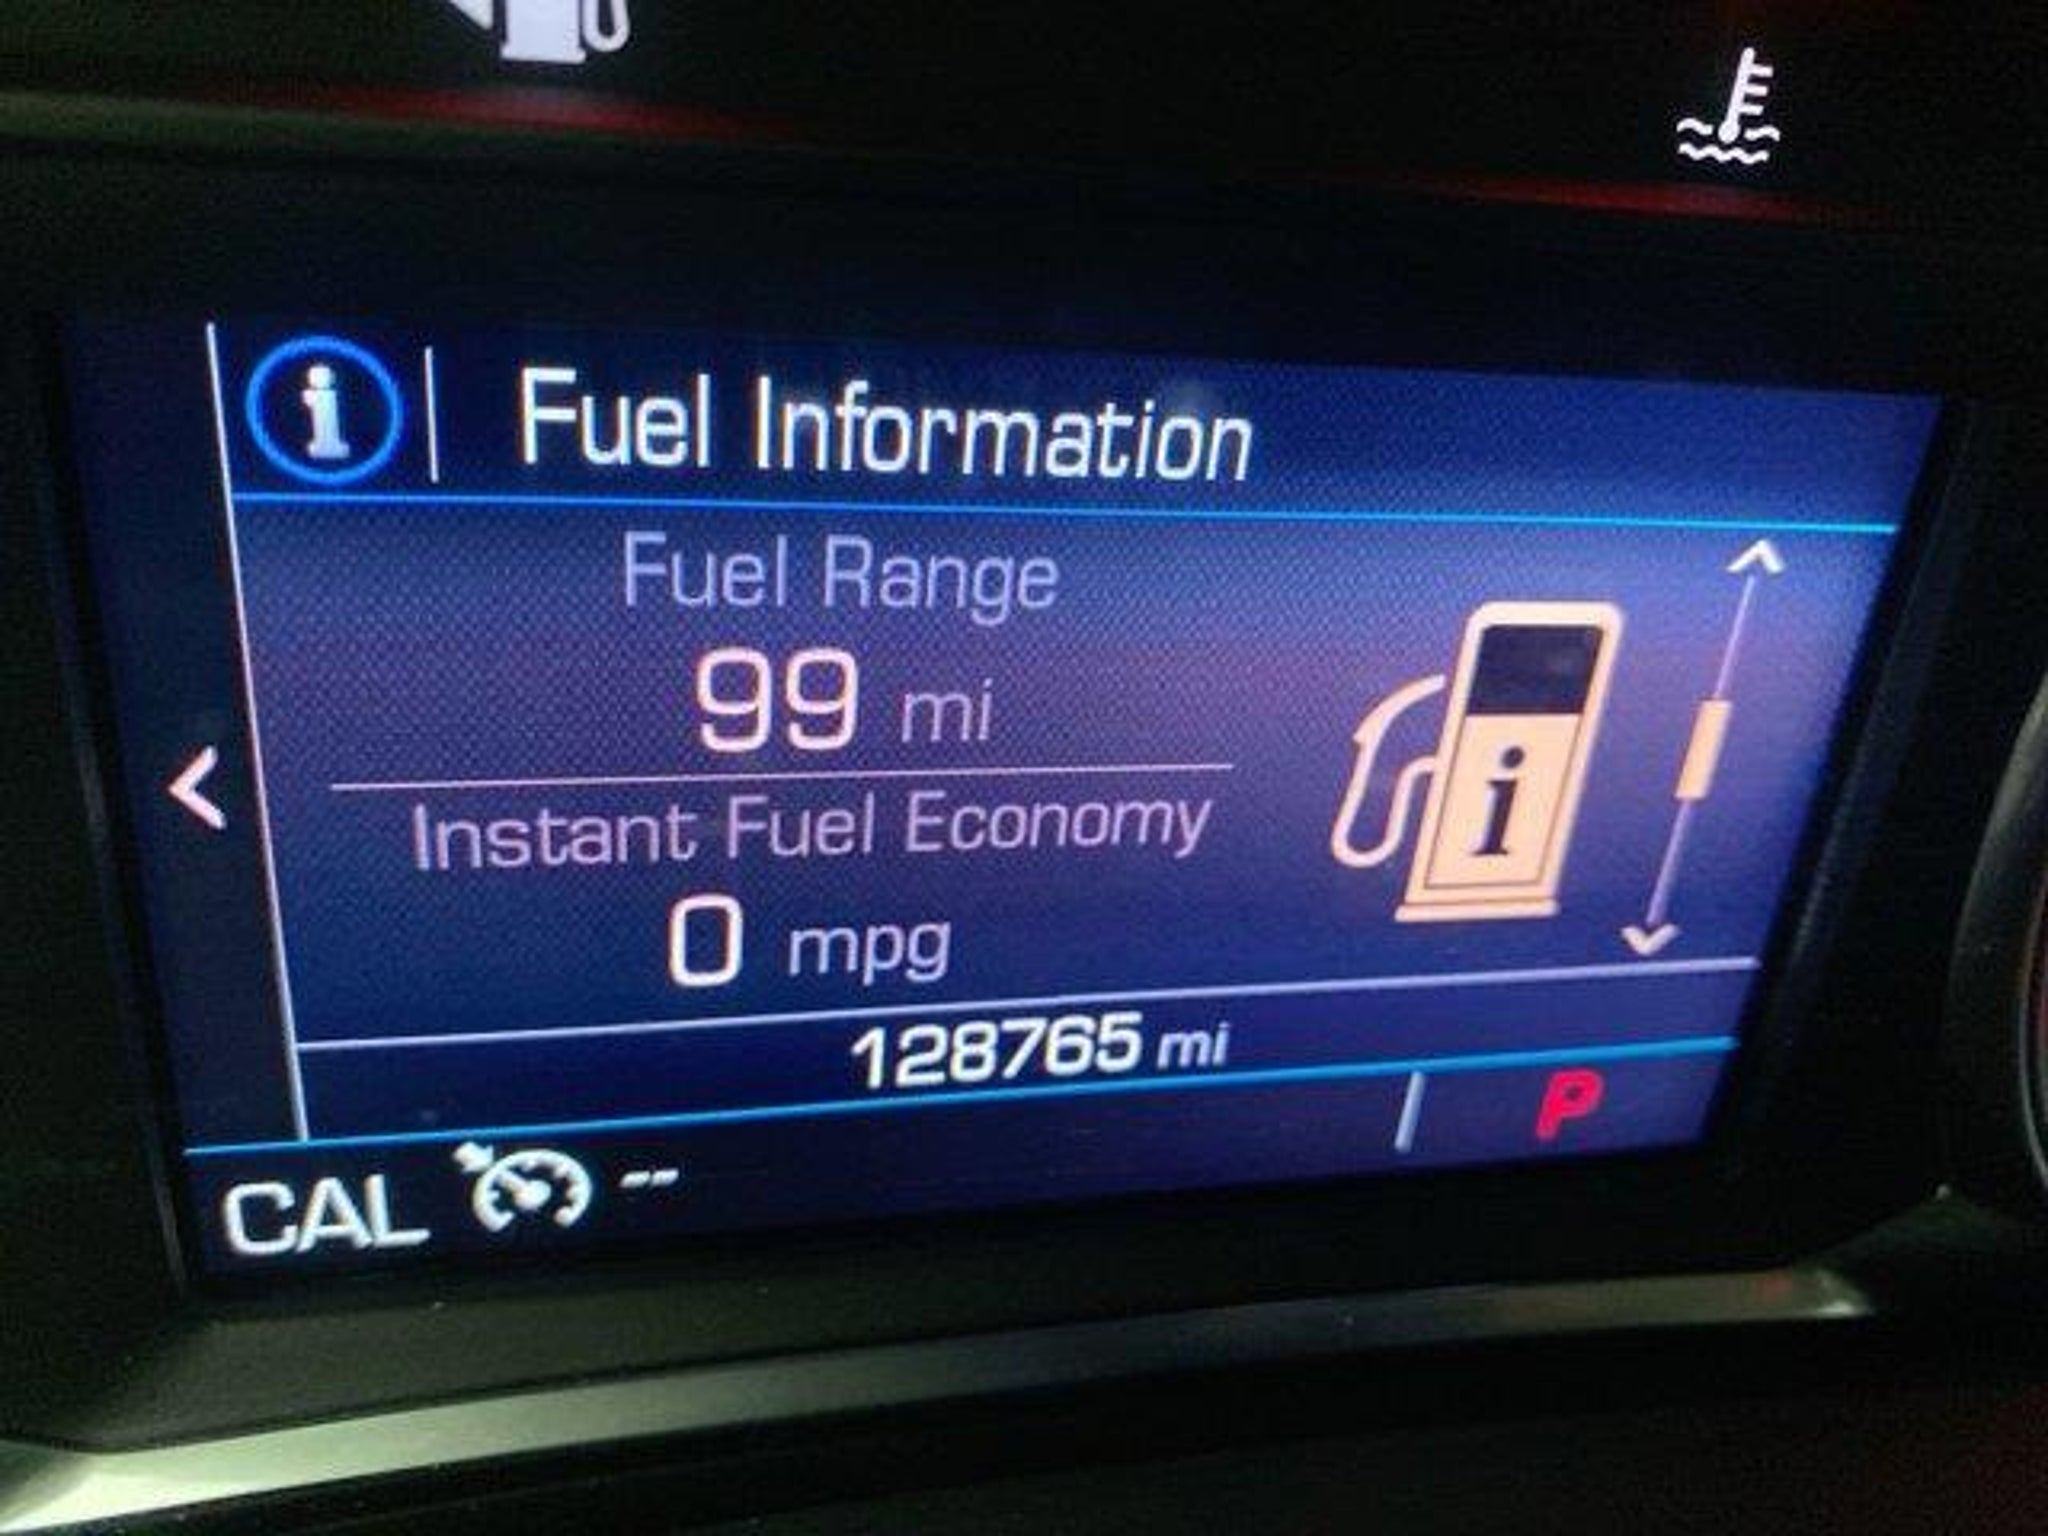 i Fuel Information
Fuel Range
99 mi
Instant Fuel Economy
0 mpg
i
128765 mi
P
CAL --